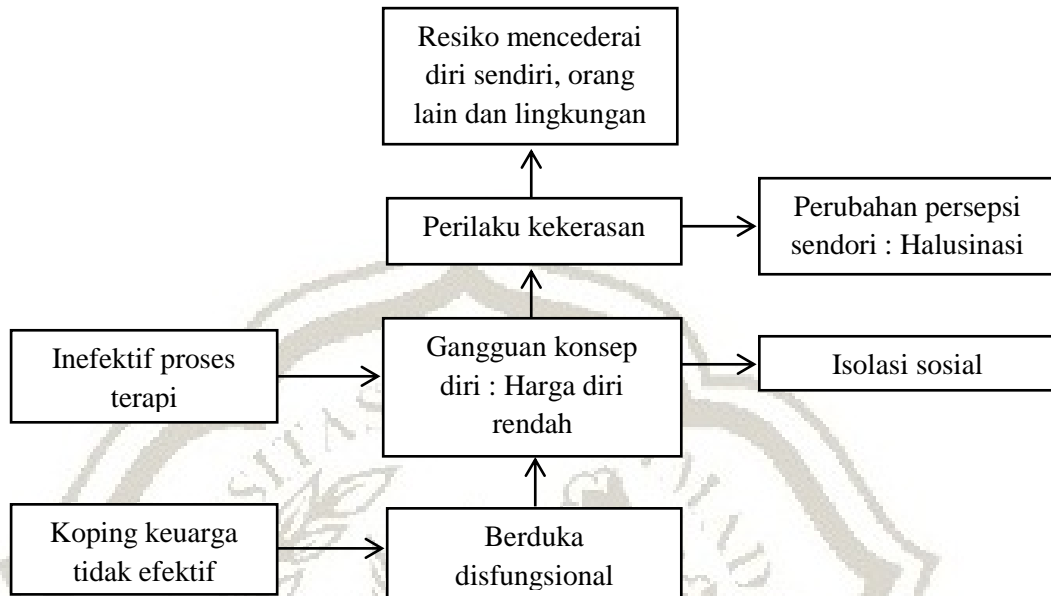 Resiko mencederai
diri sendiri, orang
lain dan lingkungan
Perilaku kekerasan
Perubahan persepsi
sendori : Halusinasi
Inefektif proses
terapi
Gangguan konsep
diri : Harga diri
rendah
Isolasi sosial
Koping keuarga
tidak efektif
Berduka
disfungsional